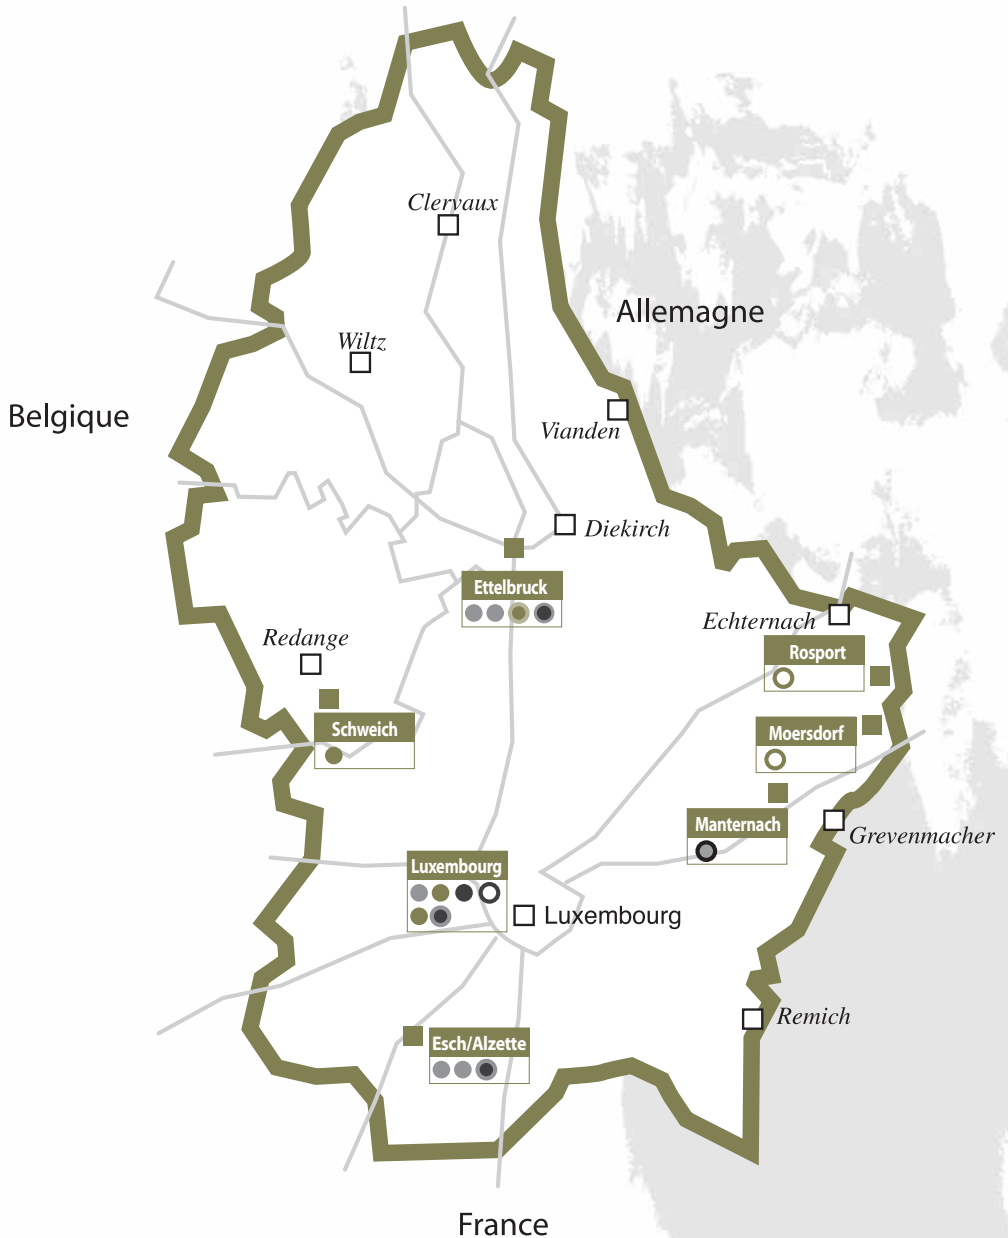 Clervaux
Allemagne
Wiltz
Belgique
Vianden
Diekirch
Ettelbruck
Echternach
Redange
Rosport
Schweich
Moersdorf
Manternach
Grevenmacher
Luxembourg
Luxembourg
Remich
Esch/Alzette
France